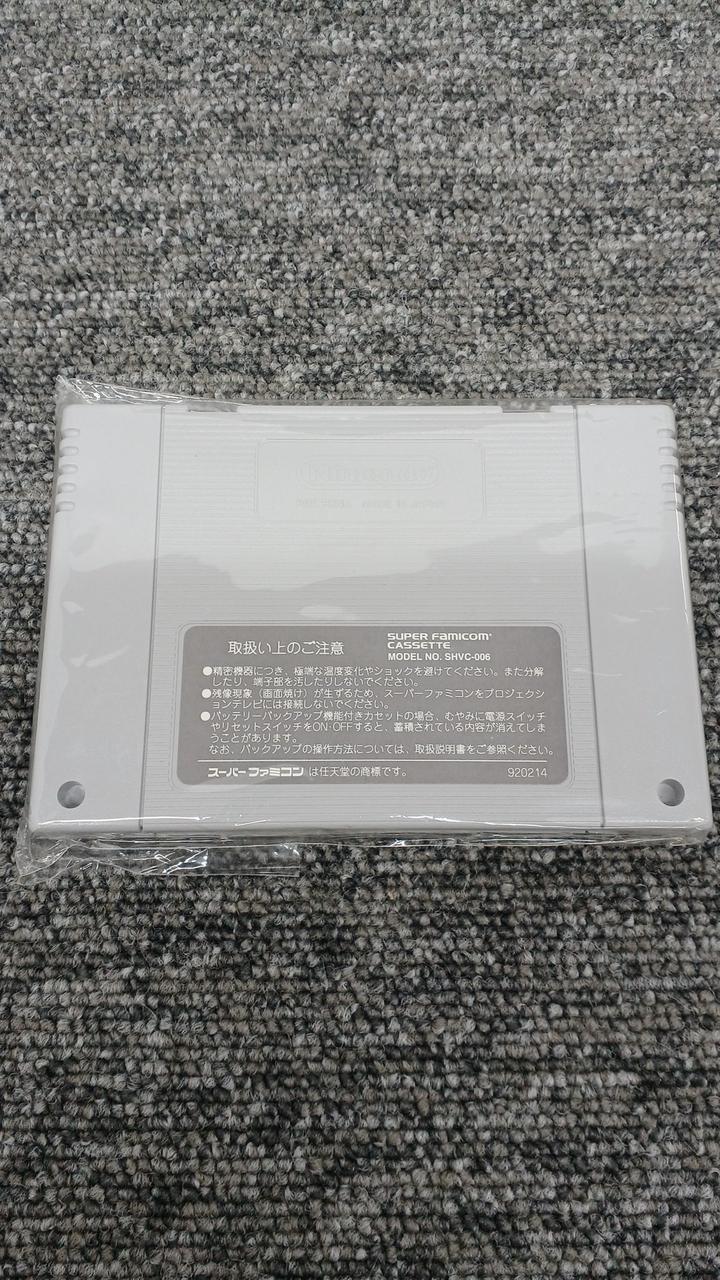 Nintendo
取扱い上のご注意
SUPER FAMICOM
CASSETTE
MODEL NO. SHVC-006
●精密機器につき、極端な温度変化やショックを避けてください。また分解
したり、端子部を活したりしないでください。
●残像現象（画面焼け）が生ずるため、スーパーファミコンをプロジェクシ
ョンテレビには接続しないでください。
●バッテリーバックアップ機能付きカセットの場合、むやみに電源スイッチ
やリセットスイッチをON·OFFすると、蓄積されている内容が消えてしま
うことがあります。
なお、バックアップの操作方法については、取扱説明書をご参照ください。
スーパーファミコン は任天堂の商標です。
920214